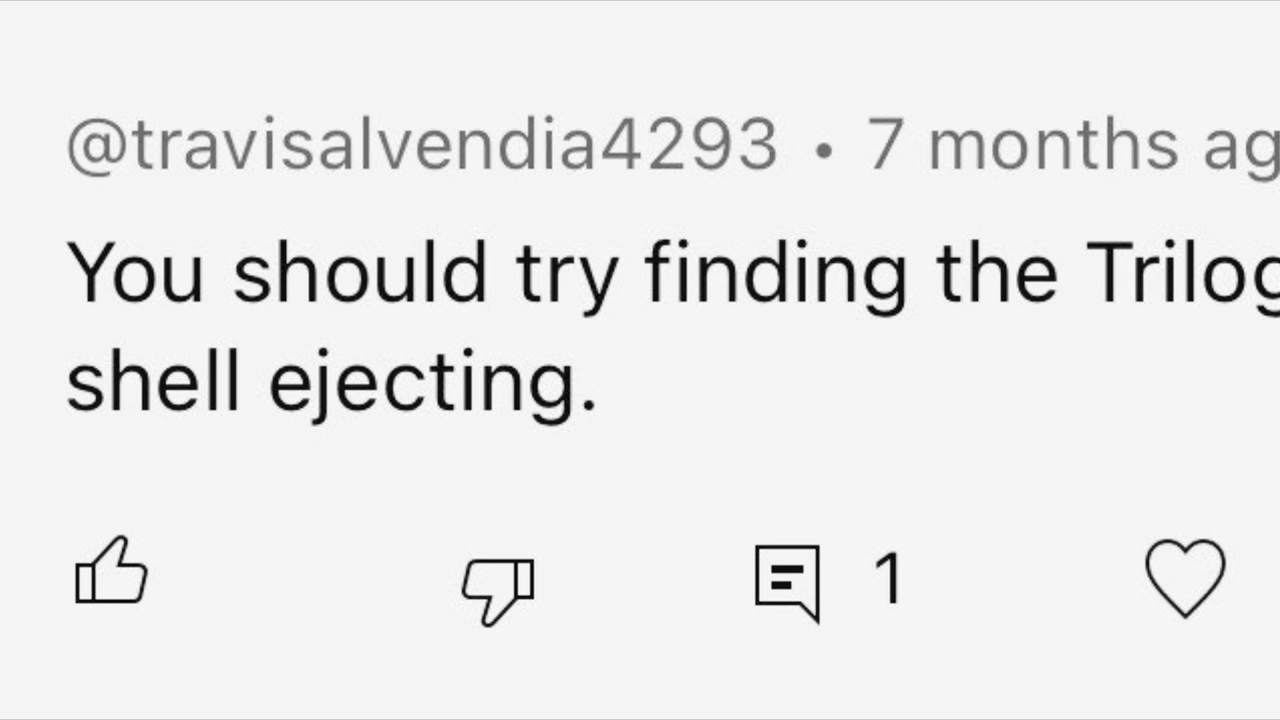 @travisalvendia4293 • 7 months ag
You should try finding the Trilog
shell ejecting.
1